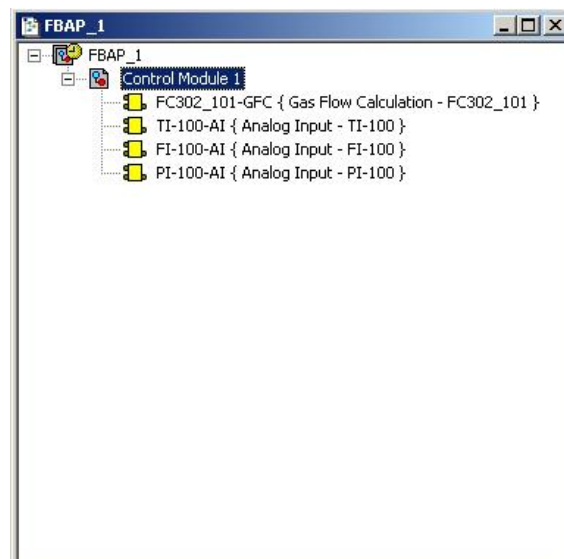 FBAP_1
FBAP_1
Control Module 1
FC302_101-GFC { Gas Flow Calculation - FC302_101 }
TI-100-AI { Analog Input - TI-100 }
FI-100-AI { Analog Input - FI-100 }
PI-100-AI { Analog Input - PI-100 }